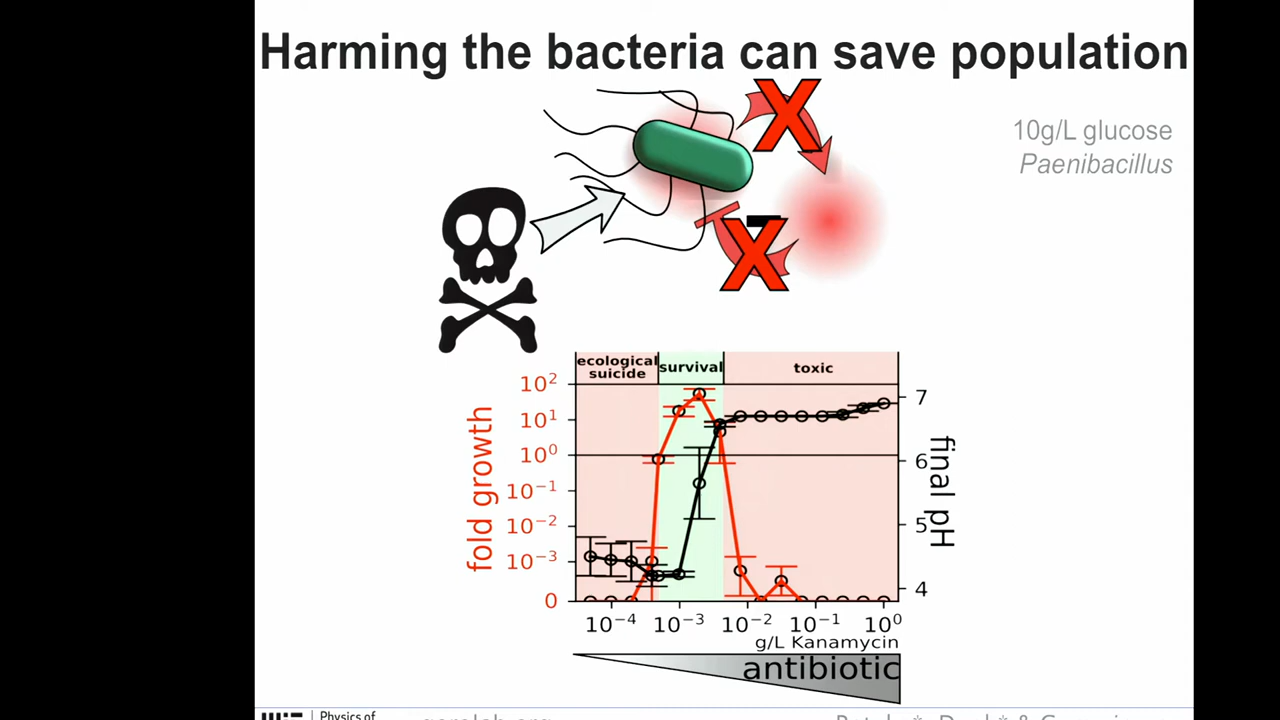 Harming the bacteria can save population
10g/L glucose
Paenibacillus
X
X
ecological
suicide
survival
toxic
fold growth
10²
10¹
10⁰
10⁻¹
10⁻²
10⁻³
0
7
6
5
4
final pH
10⁻⁴ 10⁻³ 10⁻² 10⁻¹ 10⁰
g/L Kanamycin
antibiotic
Physics of